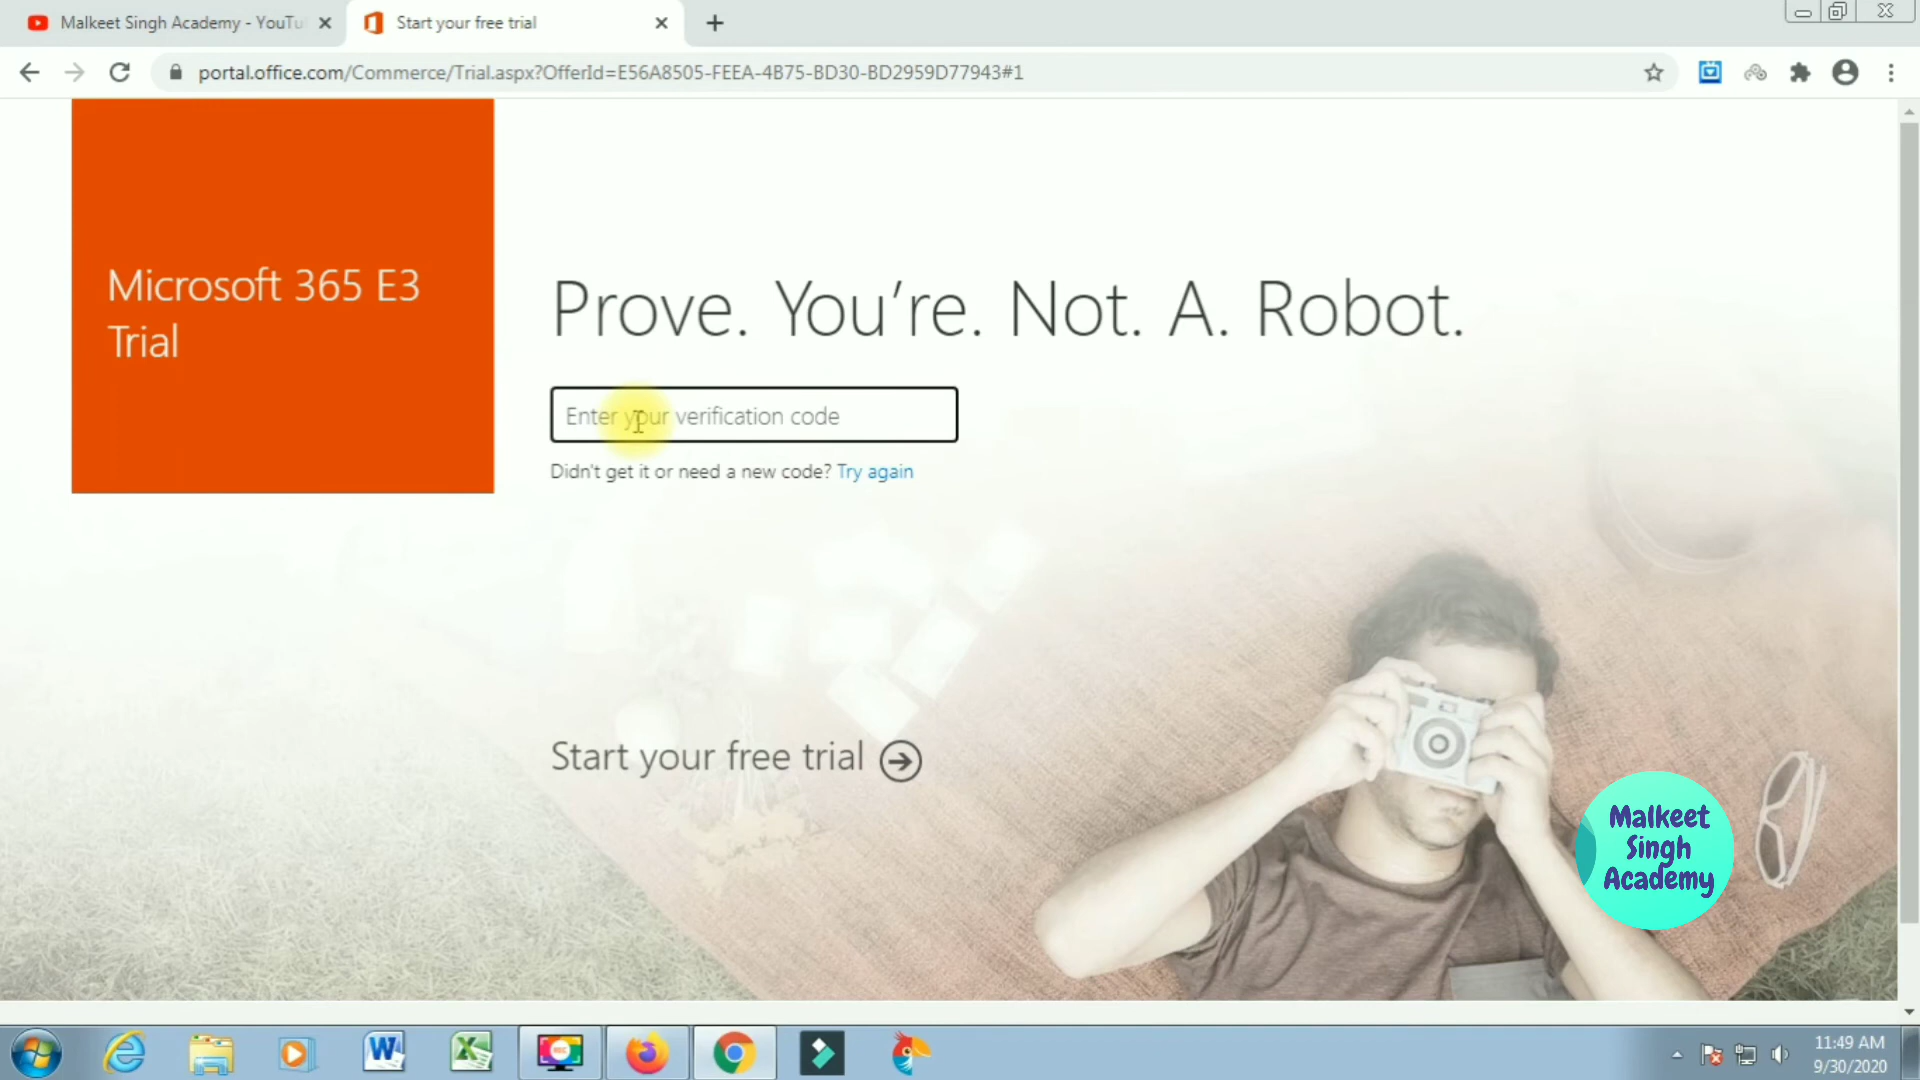 Malkeet Singh Academy - YouTu
Start your free trial
portal.office.com/Commerce/Trial.aspx?OfferId=E56A8505-FEEA-4B75-BD30-BD2959D77943#1
Microsoft 365 E3
Trial
Prove. You're. Not. A. Robot.
Enter your verification code
Didn't get it or need a new code? Try again
Start your free trial
Malkeet
Singh
Academy
REC
11:49 AM
9/30/2020